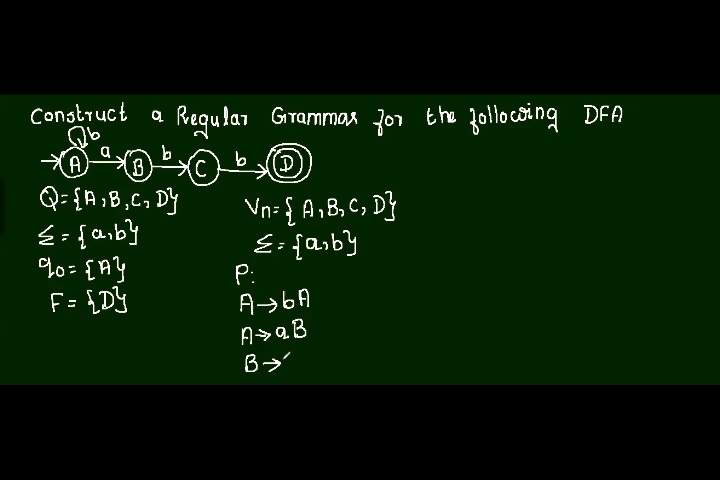 Construct a Regular Grammar for the following DFA
b
A a B b C b D
Q={A,B,C,D}
Σ={a,b}
q0={A}
F={D}
Vn={A,B,C,D}
Σ={a,b}
P:
A→bA
A→aB
B→